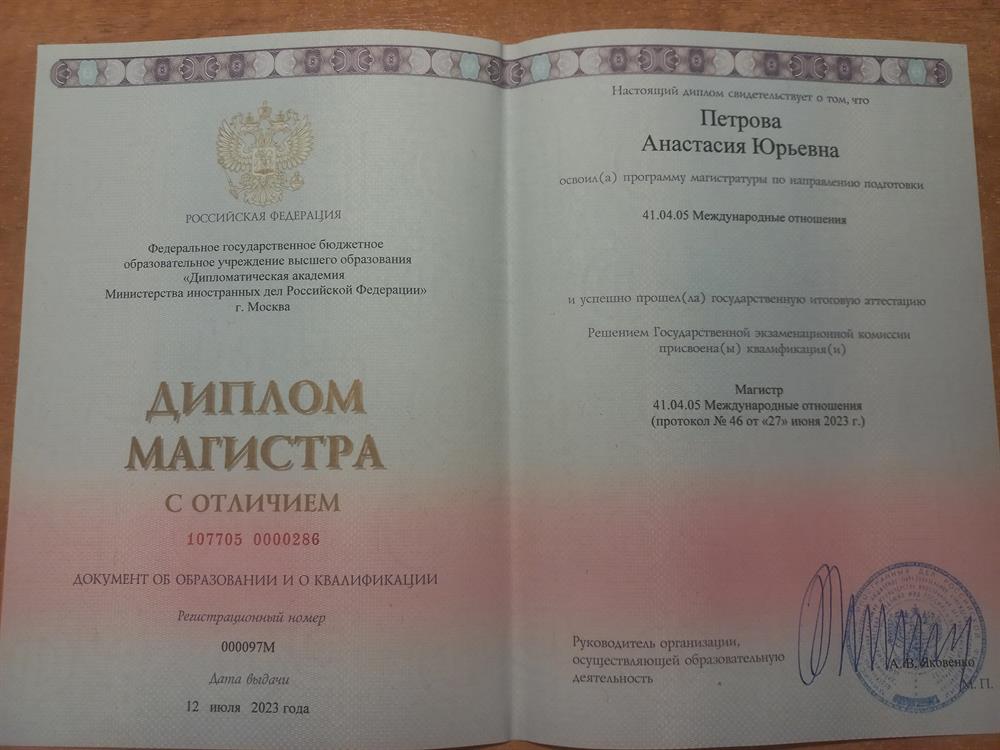 РОССИЙСКАЯ ФЕДЕРАЦИЯ
Федеральное государственное бюджетное
образовательное учреждение высшего образования
«Дипломатическая академия
Министерства иностранных дел Российской Федерации»
г. Москва
ДИПЛОМ
МАГИСТРА
С ОТЛИЧИЕМ
107705 0000286
ДОКУМЕНТ ОБ ОБРАЗОВАНИИ И О КВАЛИФИКАЦИИ
Регистрационный номер
000097М
Дата выдачи
12 июля 2023 года
Настоящий диплом свидетельствует о том, что
Петрова
Анастасия Юрьевна
освоил(а) программу магистратуры по направлению подготовки
41.04.05 Международные отношения
и успешно прошел(ла) государственную итоговую аттестацию
Решением Государственной экзаменационной комиссии
присвоена(ы) квалификация(и)
Магистр
41.04.05 Международные отношения
(протокол № 46 от «27» июня 2023 г.)
Руководитель организации,
осуществляющей образовательную
деятельность
А. В. Яковенко
М. П.